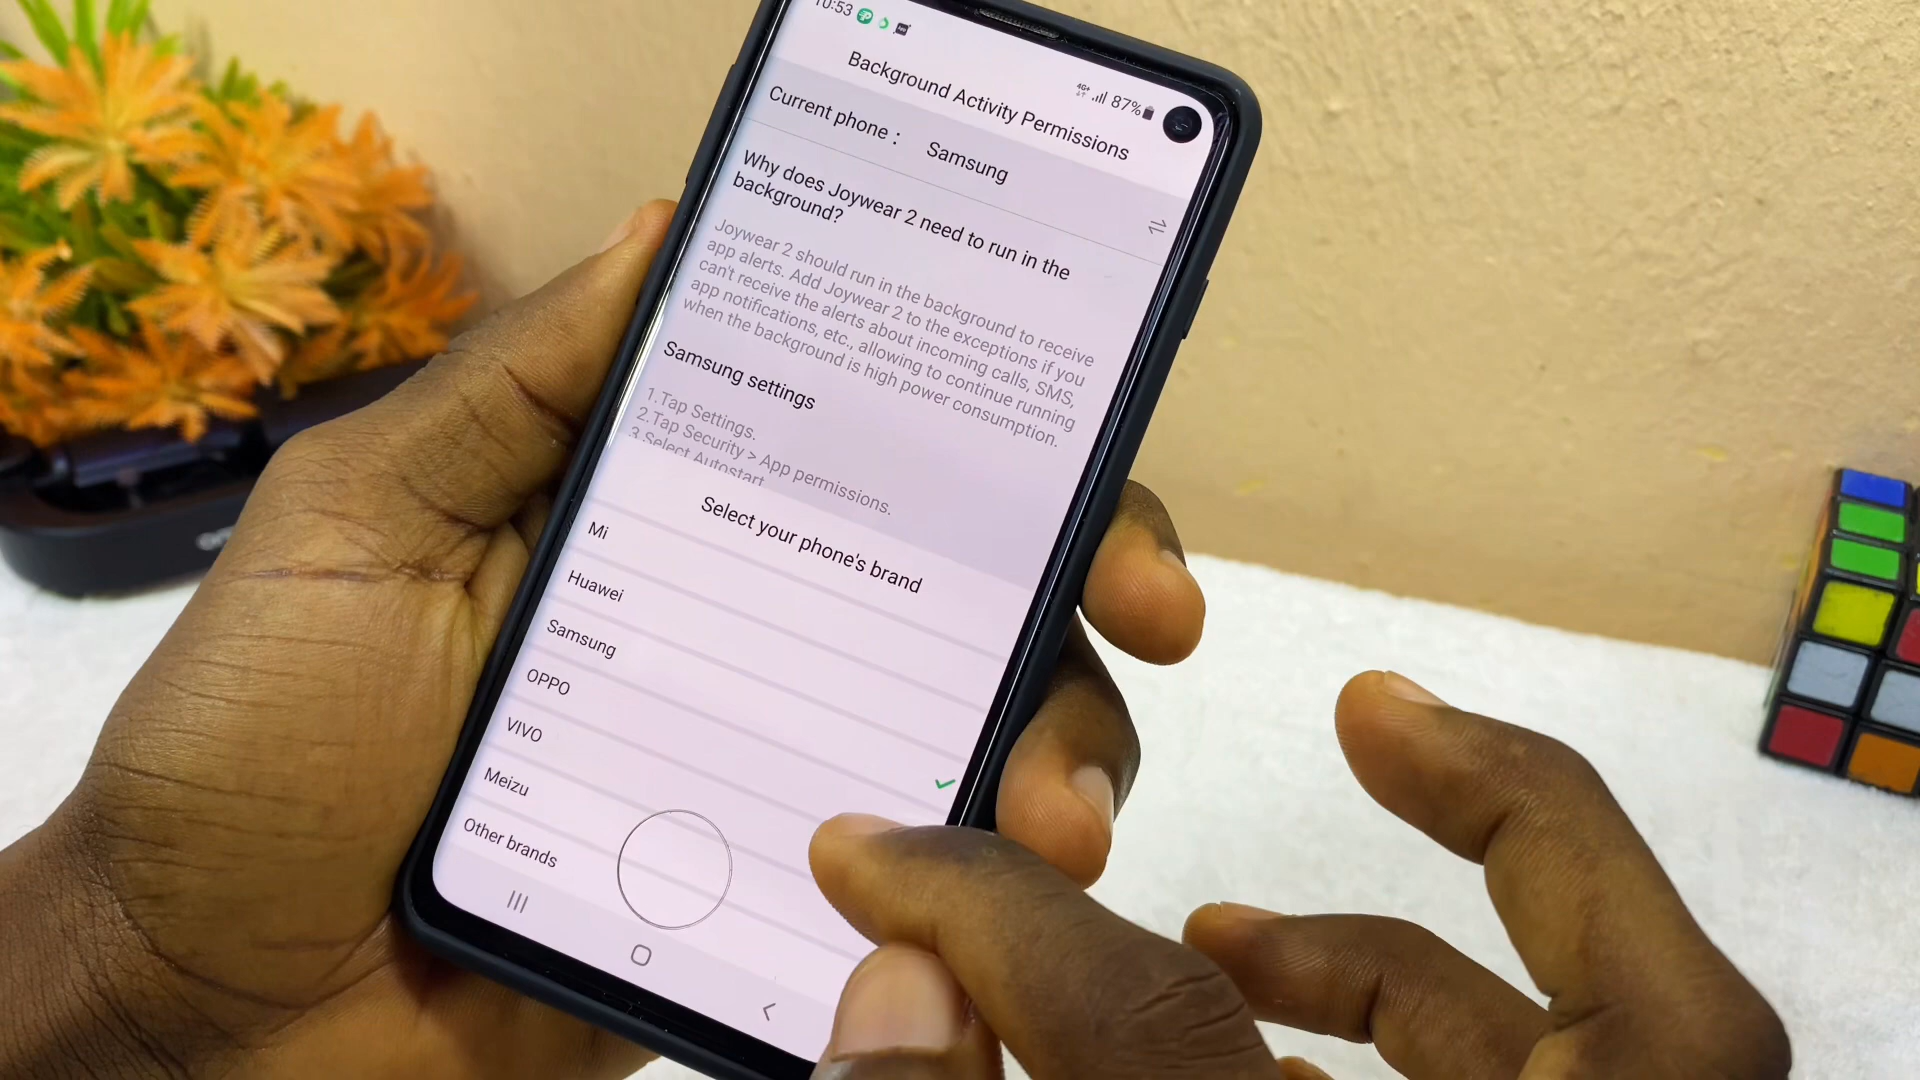 10:53
4G+ 87%
Background Activity Permissions
Current phone : Samsung
Why does Joywear 2 need to run in the
background?
Joywear 2 should run in the background to receive
app alerts. Add Joywear 2 to the exceptions if you
can't receive the alerts about incoming calls, SMS,
app notifications, etc., allowing to continue running
when the background is high power consumption.
Samsung settings
1.Tap Settings.
2.Tap Security > App permissions.
3.Select Autostart
Select your phone's brand
Mi
Huawei
Samsung
OPPO
VIVO
Meizu
Other brands